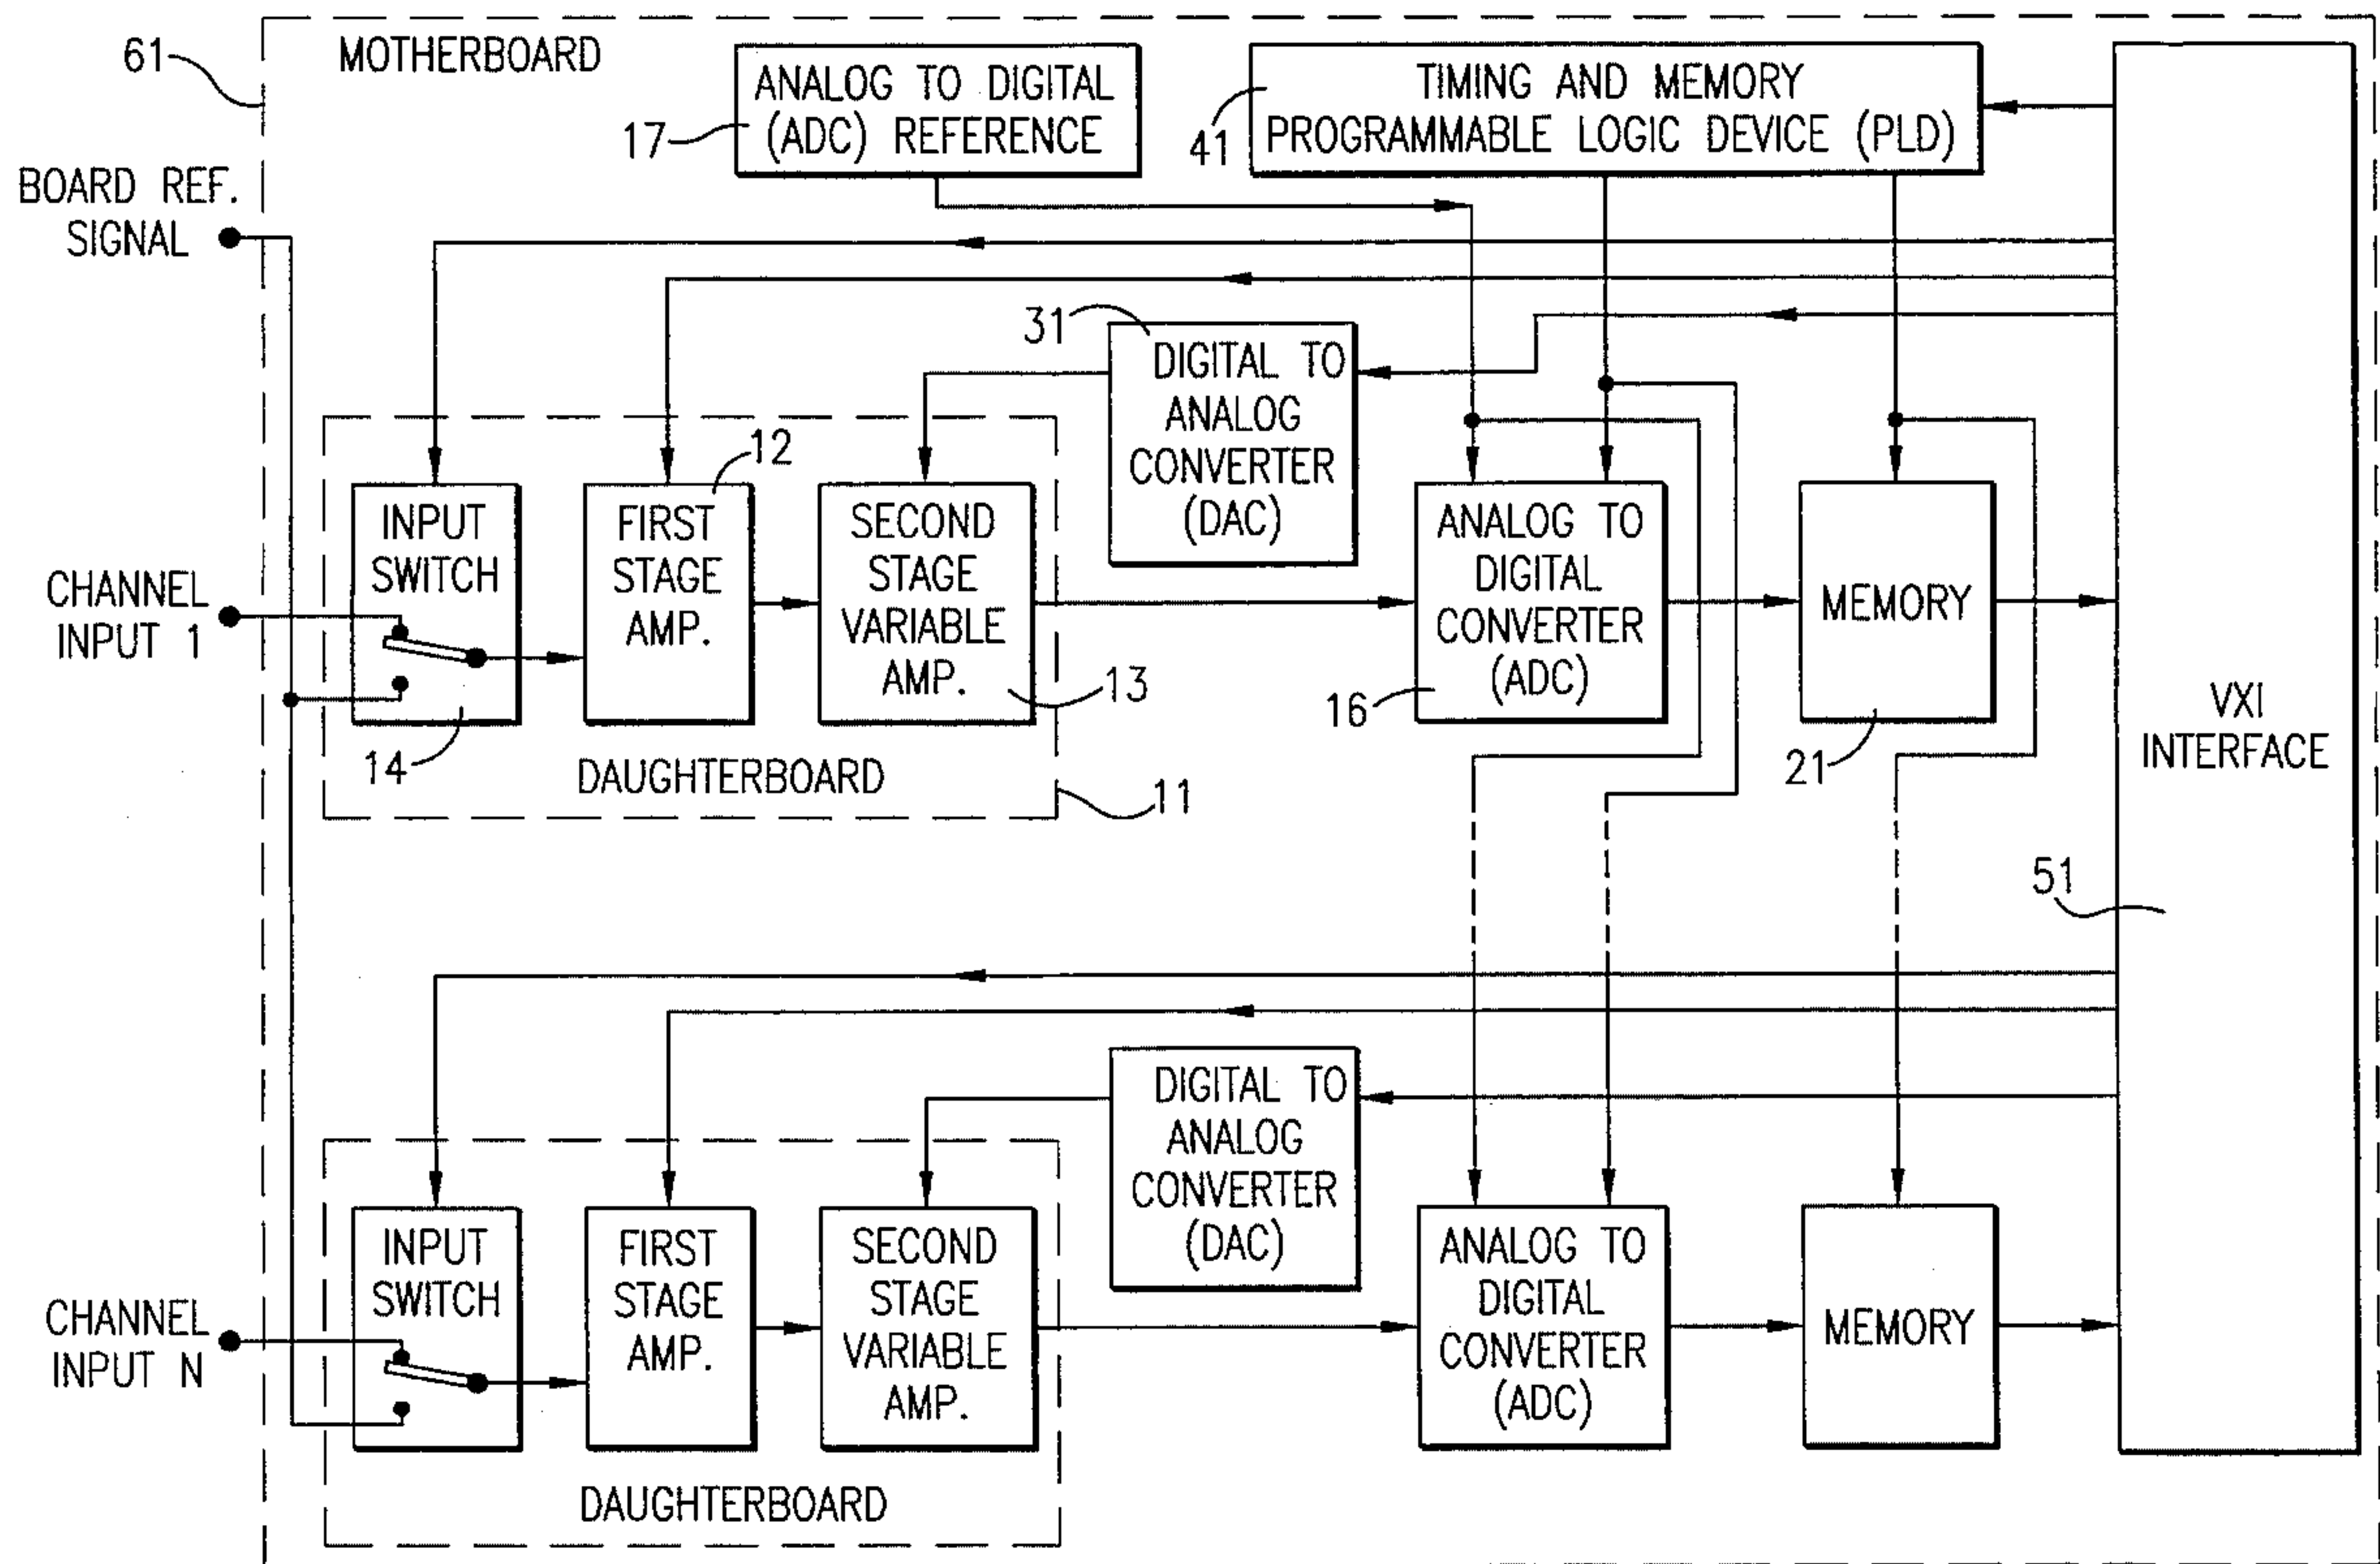 61
MOTHERBOARD
17
ANALOG TO DIGITAL
(ADC) REFERENCE
41
TIMING AND MEMORY
PROGRAMMABLE LOGIC DEVICE (PLD)
BOARD REF.
SIGNAL
31
DIGITAL TO
ANALOG
CONVERTER
(DAC)
CHANNEL
INPUT 1
INPUT
SWITCH
14
12
FIRST
STAGE
AMP.
SECOND
STAGE
VARIABLE
AMP.
13
DAUGHTERBOARD
11
ANALOG TO
DIGITAL
CONVERTER
(ADC)
16
MEMORY
21
VXI
INTERFACE
51
DIGITAL TO
ANALOG
CONVERTER
(DAC)
CHANNEL
INPUT N
INPUT
SWITCH
FIRST
STAGE
AMP.
SECOND
STAGE
VARIABLE
AMP.
DAUGHTERBOARD
ANALOG TO
DIGITAL
CONVERTER
(ADC)
MEMORY